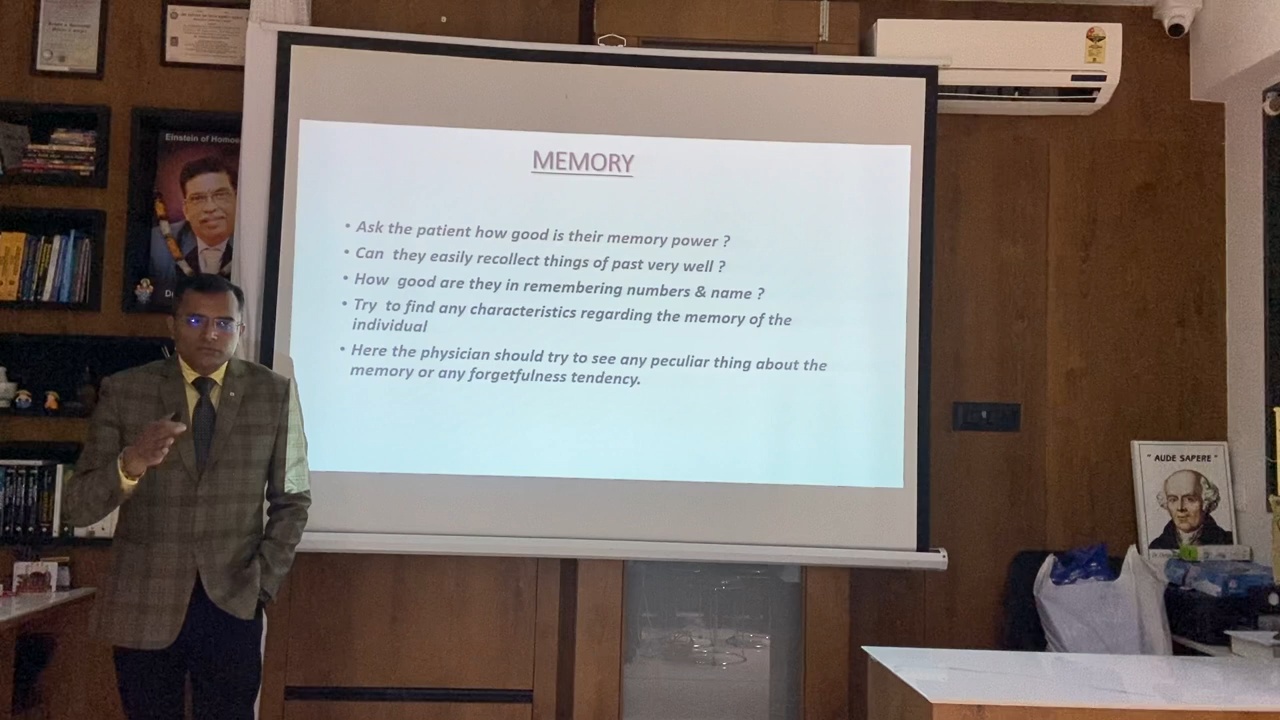 Einstein of Homoe
D
MEMORY
• Ask the patient how good is their memory power ?
• Can they easily recollect things of past very well ?
• How good are they in remembering numbers & name ?
• Try to find any characteristics regarding the memory of the
individual
• Here the physician should try to see any peculiar thing about the
memory or any forgetfulness tendency.
" AUDE SAPERE "